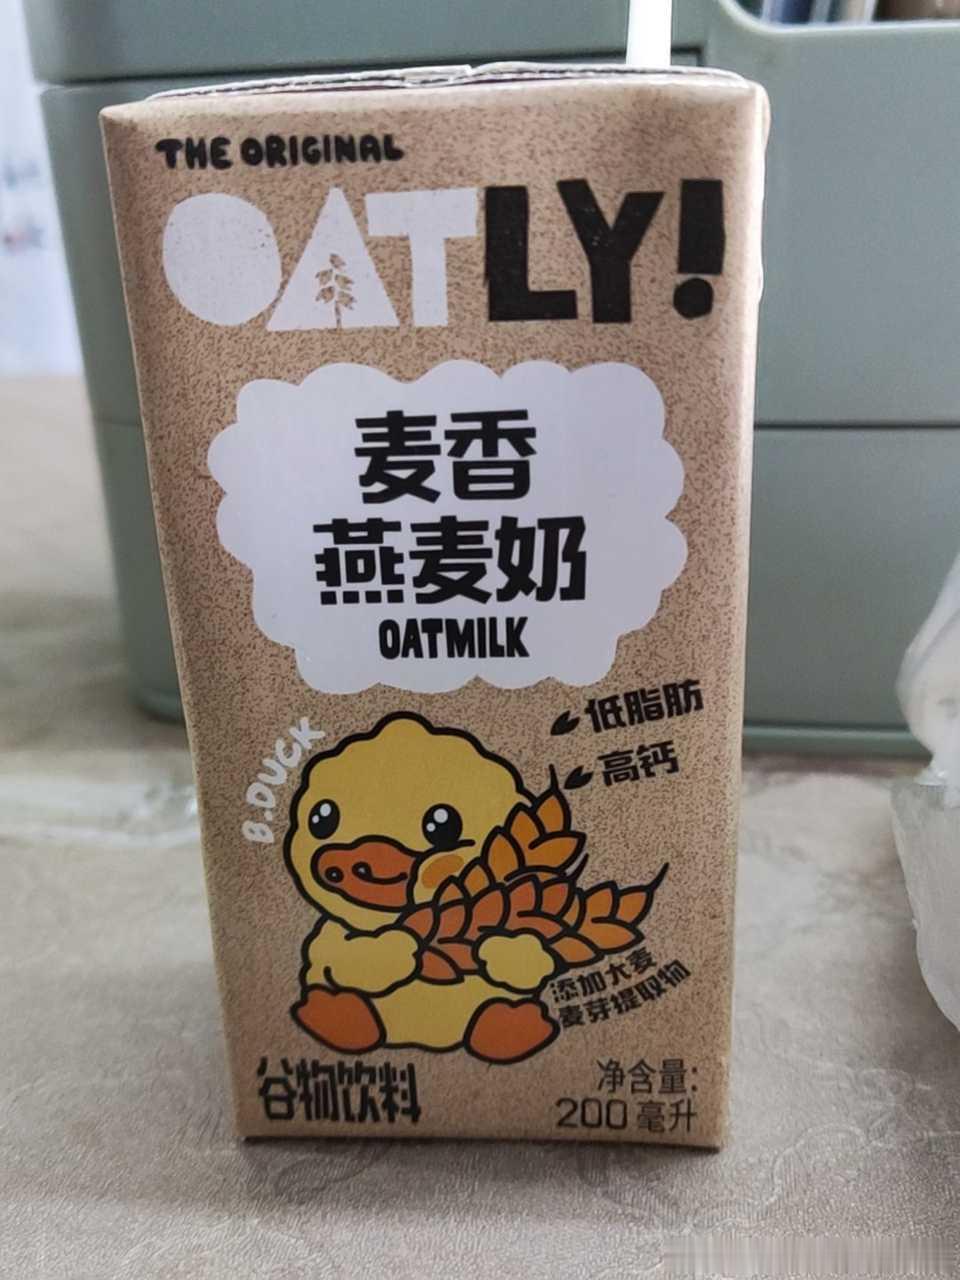 THE ORIGINAL
OATLY!
麦香
燕麦奶
OATMILK
低脂肪
高钙
B.DUCK
添加大麦
麦芽提取物
谷物饮料
净含量:
200毫升